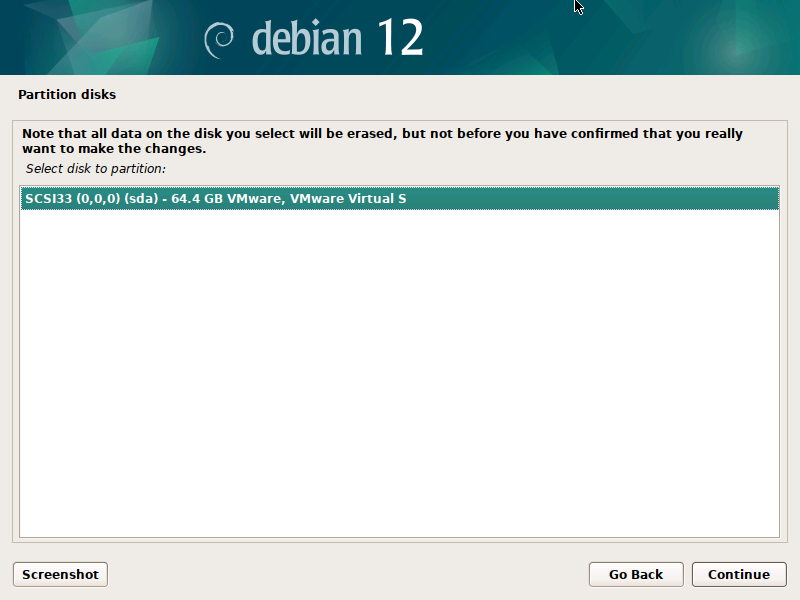 debian 12
Partition disks
Note that all data on the disk you select will be erased, but not before you have confirmed that you really
want to make the changes.
Select disk to partition:
SCSI33 (0,0,0) (sda) - 64.4 GB VMware, VMware Virtual S
Screenshot
Go Back
Continue